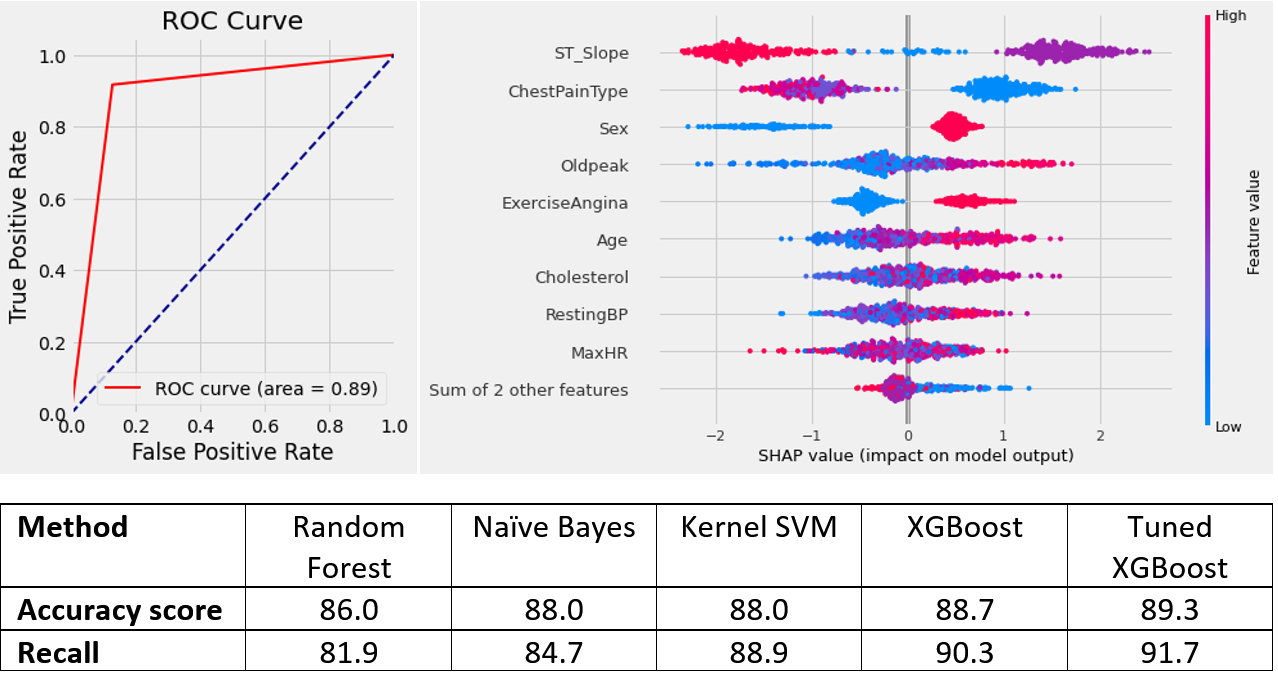 ROC Curve
True Positive Rate
1.0
0.8
0.6
0.4
0.2
0.0
ROC curve (area = 0.89)
0.0 0.2 0.4 0.6 0.8 1.0
False Positive Rate
ST_Slope
ChestPainType
Sex
Oldpeak
ExerciseAngina
Age
Cholesterol
RestingBP
MaxHR
Sum of 2 other features
−2 −1 0 1 2
SHAP value (impact on model output)
High
Feature value
Low
Method Random Forest Naïve Bayes Kernel SVM XGBoost Tuned XGBoost
Accuracy score 86.0 88.0 88.0 88.7 89.3
Recall 81.9 84.7 88.9 90.3 91.7